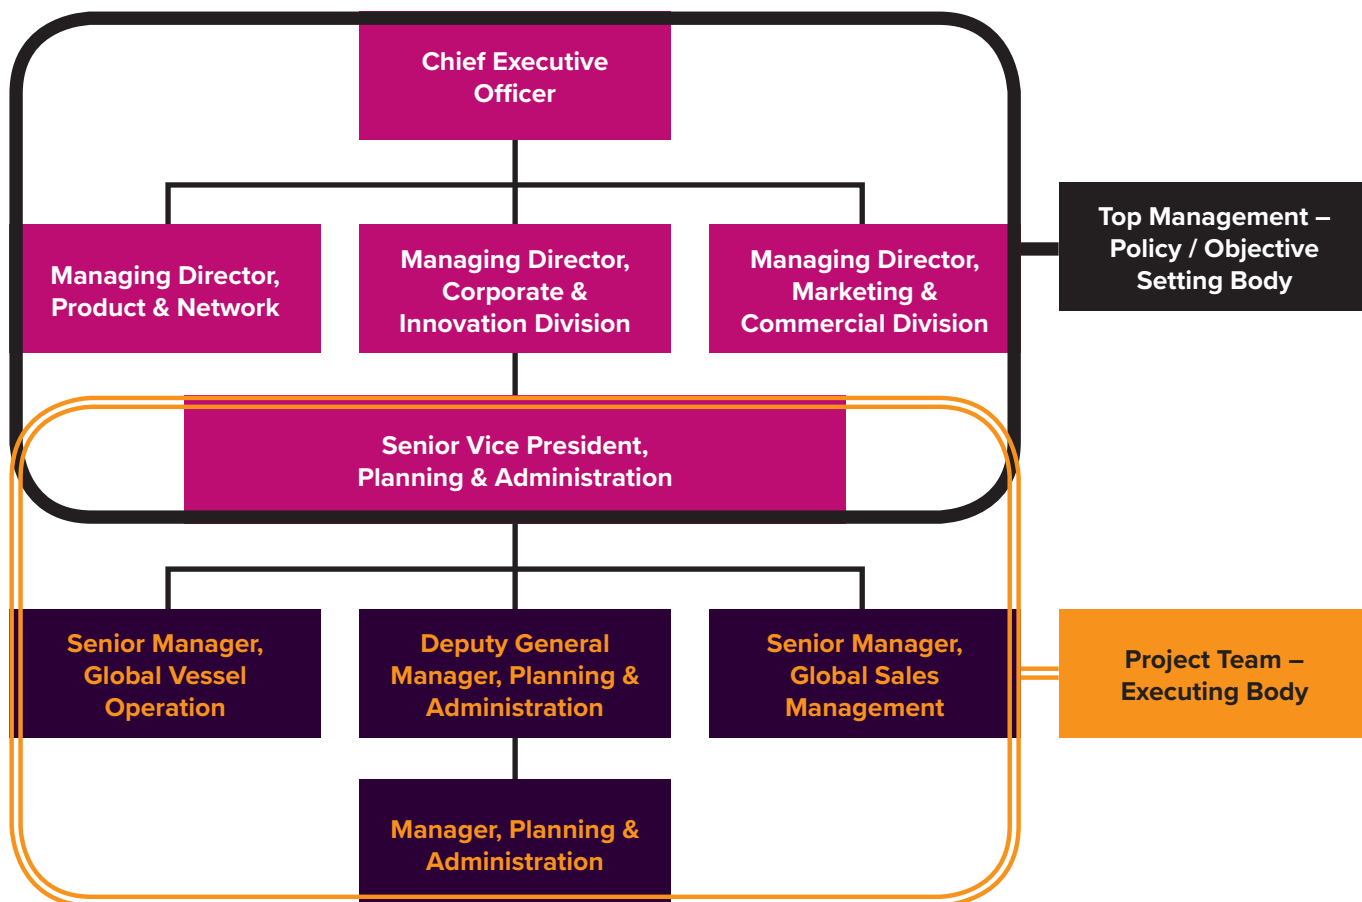 Chief Executive
Officer
Managing Director,
Product & Network
Managing Director,
Corporate &
Innovation Division
Managing Director,
Marketing &
Commercial Division
Top Management –
Policy / Objective
Setting Body
Senior Vice President,
Planning & Administration
Senior Manager,
Global Vessel
Operation
Deputy General
Manager, Planning &
Administration
Senior Manager,
Global Sales
Management
Project Team –
Executing Body
Manager, Planning &
Administration